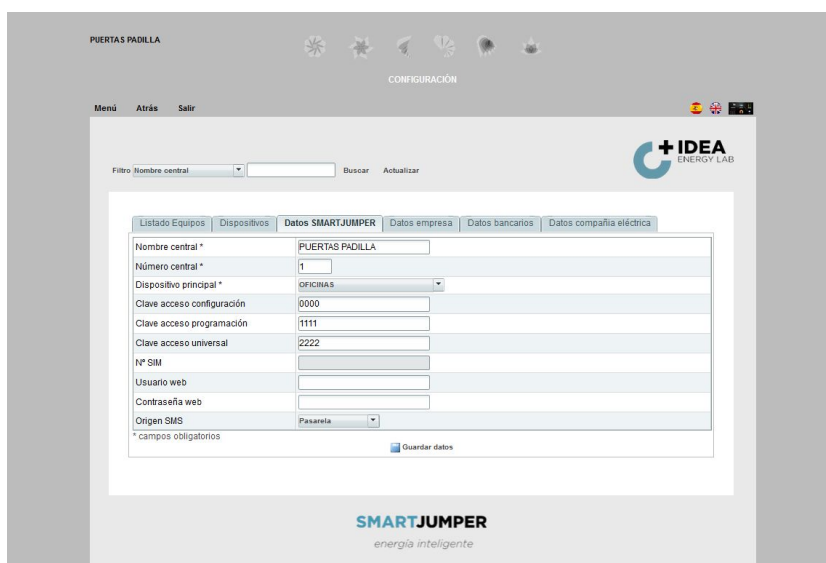 PUERTAS PADILLA
CONFIGURACIÓN
Menú Atrás Salir
+IDEA
ENERGY LAB
Filtro Nombre central Buscar Actualizar
Listado Equipos Dispositivos Datos SMARTJUMPER Datos empresa Datos bancarios Datos compañia eléctrica
Nombre central * PUERTAS PADILLA
Número central * 1
Dispositivo principal * OFICINAS
Clave acceso configuración 0000
Clave acceso programación 1111
Clave acceso universal 2222
Nº SIM
Usuario web
Contraseña web
Origen SMS Pasarela
* campos obligatorios
Guardar datos
SMARTJUMPER
energía inteligente